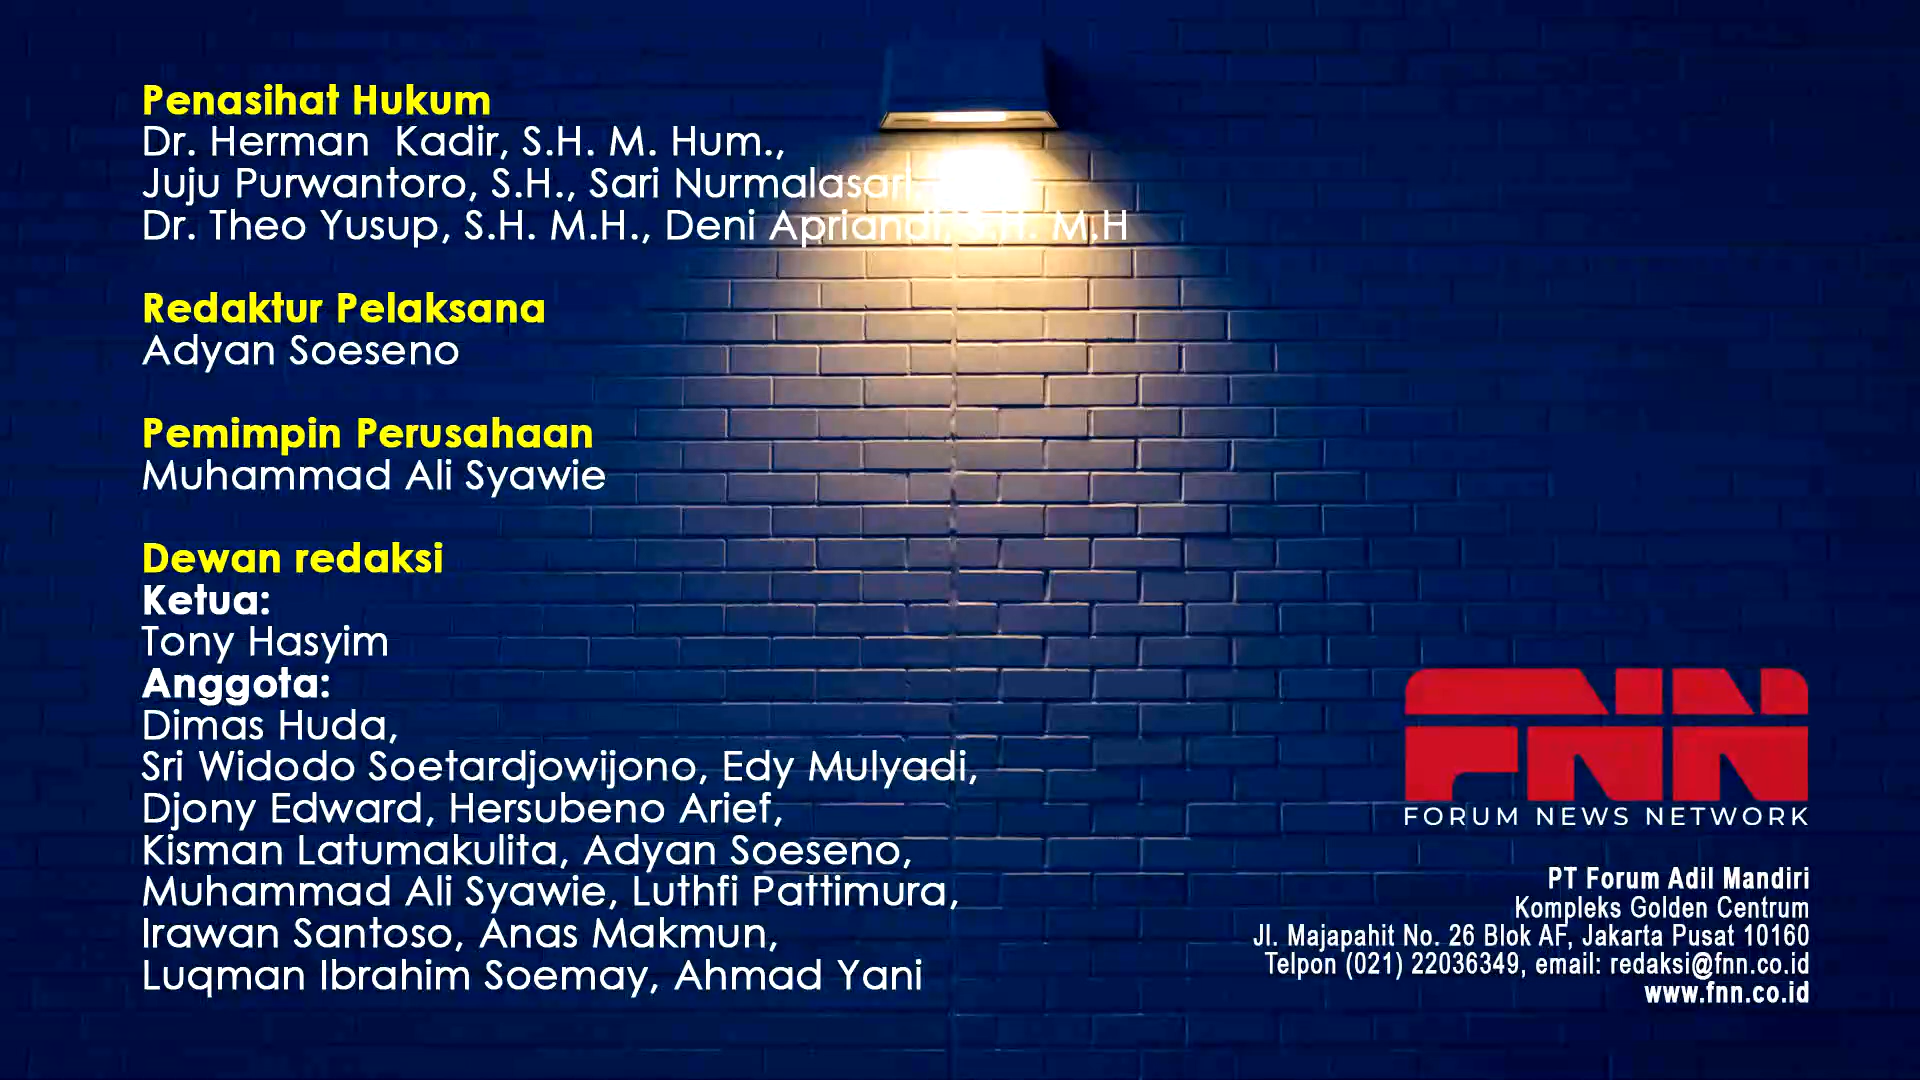 Penasihat Hukum
Dr. Herman Kadir, S.H. M. Hum.,
Juju Purwantoro, S.H., Sari Nurmalasari,
Dr. Theo Yusup, S.H. M.H., Deni Apriandi, S.H. M.H
Redaktur Pelaksana
Adyan Soeseno
Pemimpin Perusahaan
Muhammad Ali Syawie
Dewan redaksi
Ketua:
Tony Hasyim
Anggota:
Dimas Huda,
Sri Widodo Soetardjowijono, Edy Mulyadi,
Djony Edward, Hersubeno Arief,
Kisman Latumakulita, Adyan Soeseno,
Muhammad Ali Syawie, Luthfi Pattimura,
Irawan Santoso, Anas Makmun,
Luqman Ibrahim Soemay, Ahmad Yani
FNN
FORUM NEWS NETWORK
PT Forum Adil Mandiri
Kompleks Golden Centrum
Jl. Majapahit No. 26 Blok AF, Jakarta Pusat 10160
Telpon (021) 22036349, email: redaksi@fnn.co.id
www.fnn.co.id